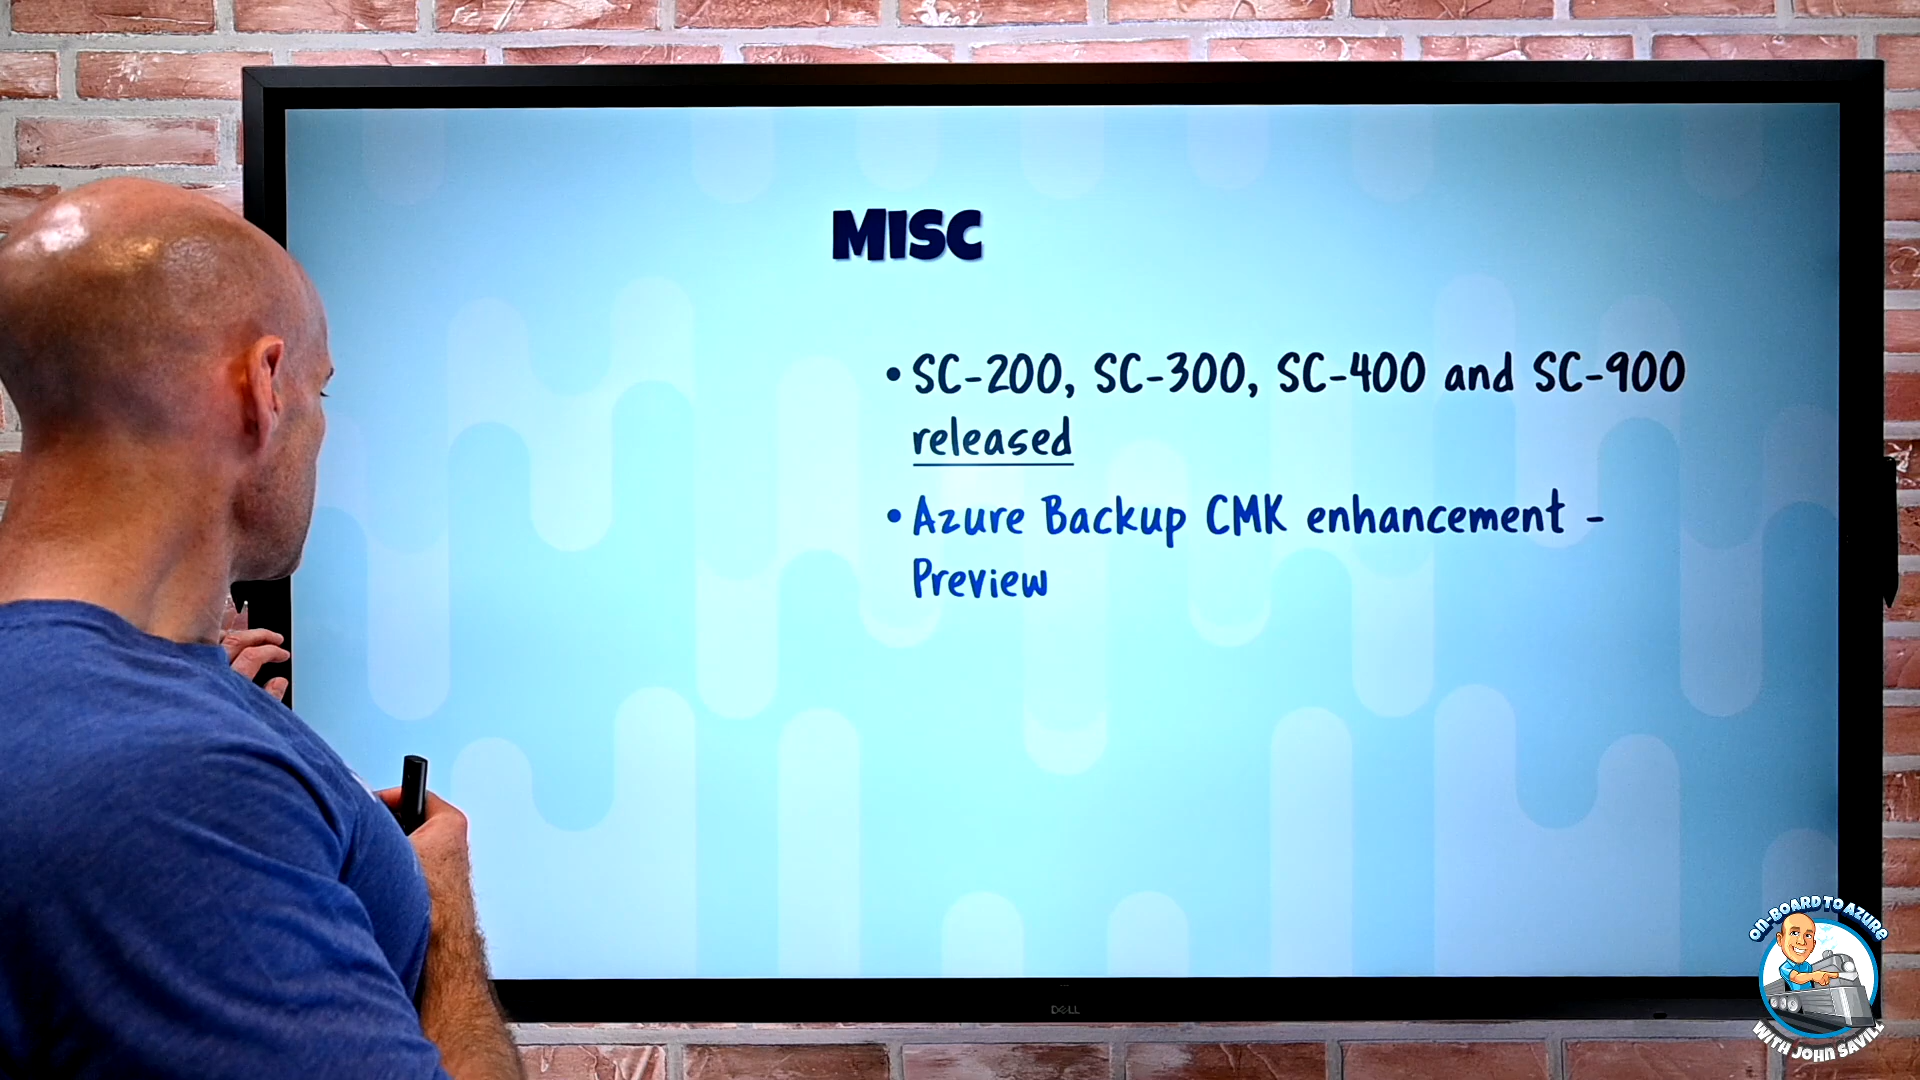 MISC
• SC-200, SC-300, SC-400 and SC-900
released
• Azure Backup CMK enhancement -
Preview
DELL
ON-BOARD TO AZURE
WITH JOHN SAVILL